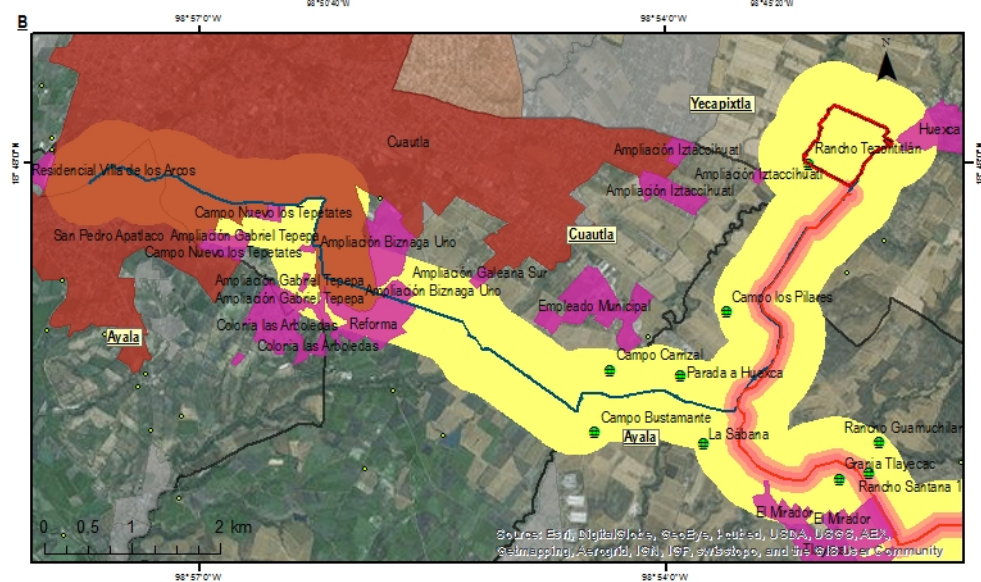 B
98°57'0"W
98°50'40"W
98°54'0"W
98°45'20"W
N
Yecapixtla
Huexca
Cuautla
Rancho Tezontitlán
Ampliación Iztaccihuatl
Ampliación Iztaccihuatl
Ampliación Iztaccihuatl
Residencial Villa de los Arcos
Campo Nuevo los Tepetates
San Pedro Apatlaco
Ampliación Gabriel Tepepa
Ampliación Biznaga Uno
Cuautla
Campo Nuevo los Tepetates
Ampliación Galeana Sur
Ampliación Gabriel Tepepa
Ampliación Biznaga Uno
Ampliación Gabriel Tepepa
Empleado Municipal
Campo los Pilares
Colonia las Arboledas
Reforma
Ayala
Colonia las Arboledas
Campo Carrizal
Parada a Huexca
Campo Bustamante
Ayala
La Sábana
Rancho Guamuchilar
Granja Tlayecac
Rancho Santana 1
El Mirador
El Mirador
0 0.5 1 2 km
Source: Esri, DigitalGlobe, GeoEye, i-cubed, USDA, USGS, AEX,
Getmapping, Aerogrid, IGN, IGP, swisstopo, and the GIS User Community
98°57'0"W
98°54'0"W